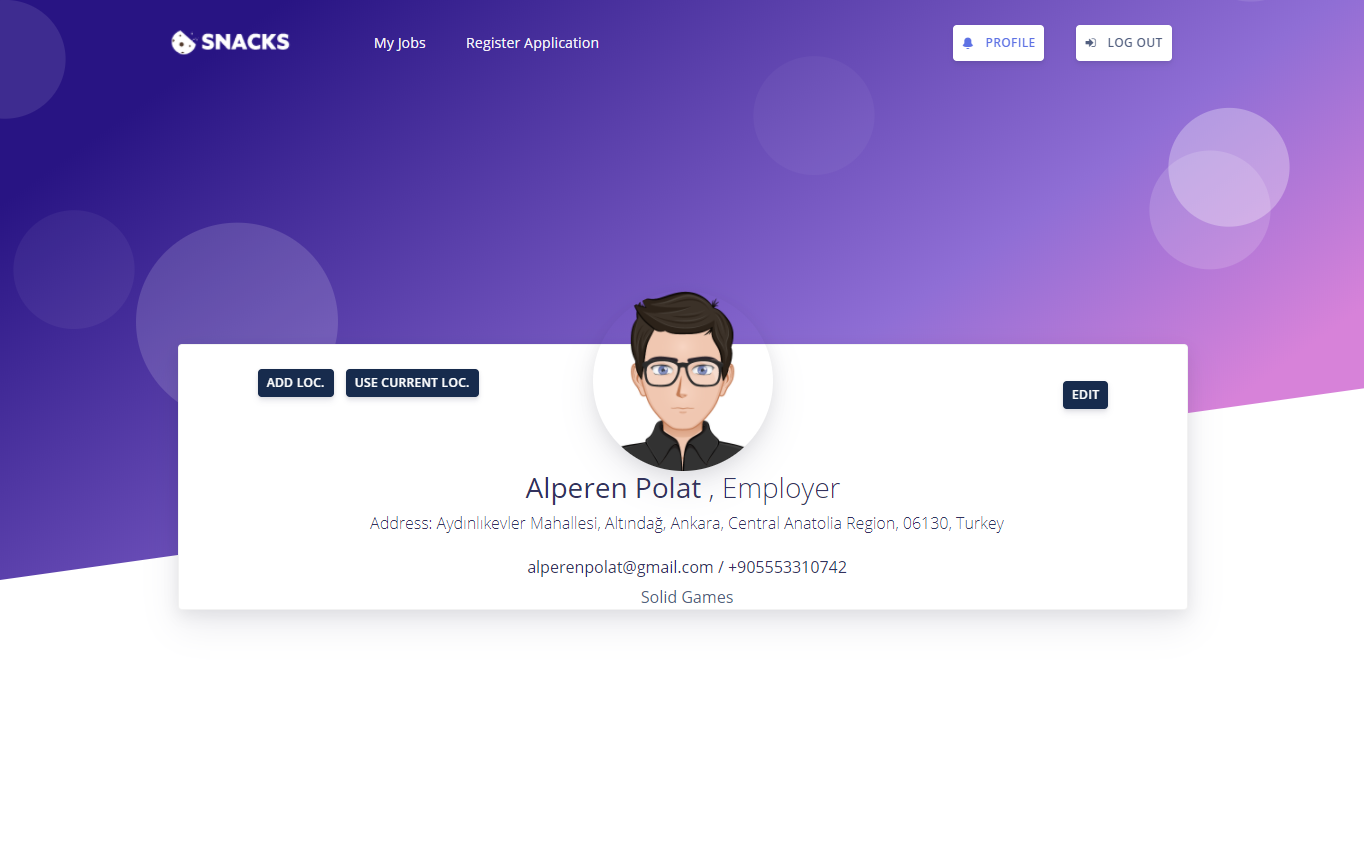 SNACKS
My Jobs
Register Application
PROFILE
LOG OUT
ADD LOC.
USE CURRENT LOC.
EDIT
Alperen Polat , Employer
Address: Aydınlıkevler Mahallesi, Altındağ, Ankara, Central Anatolia Region, 06130, Turkey
alperenpolat@gmail.com / +905553310742
Solid Games